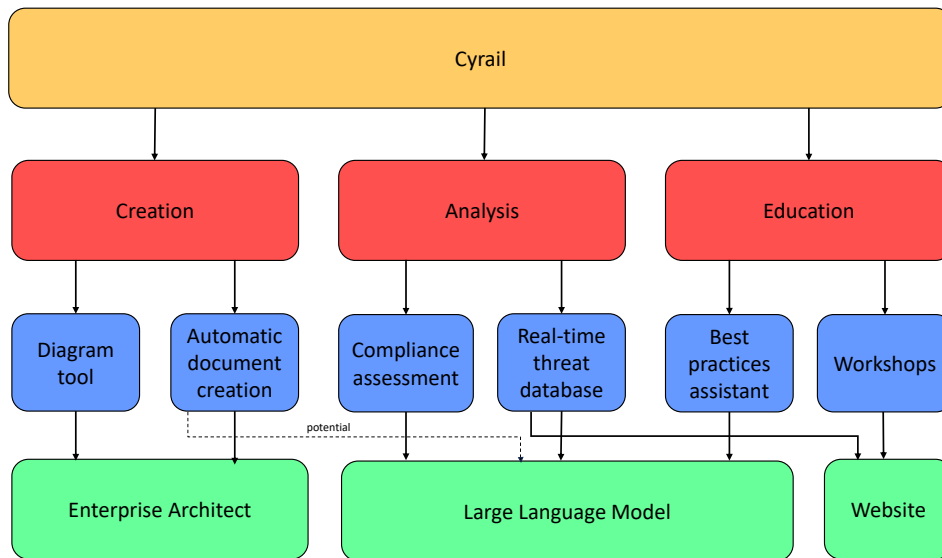 Cyrail
Creation
Analysis
Education
Diagram
tool
Automatic
document
creation
Compliance
assessment
Real-time
threat
database
Best
practices
assistant
Workshops
potential
Enterprise Architect
Large Language Model
Website